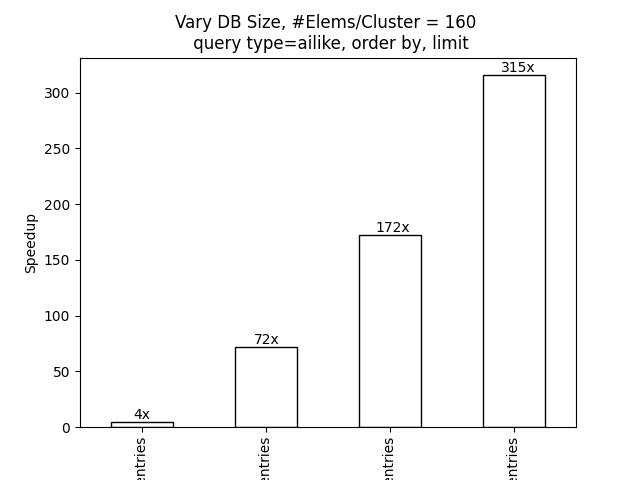 Vary DB Size, #Elems/Cluster = 160
query type=ailike, order by, limit
315x
300
250
200
172x
Speedup
150
100
72x
50
4x
0
entries
entries
entries
entries